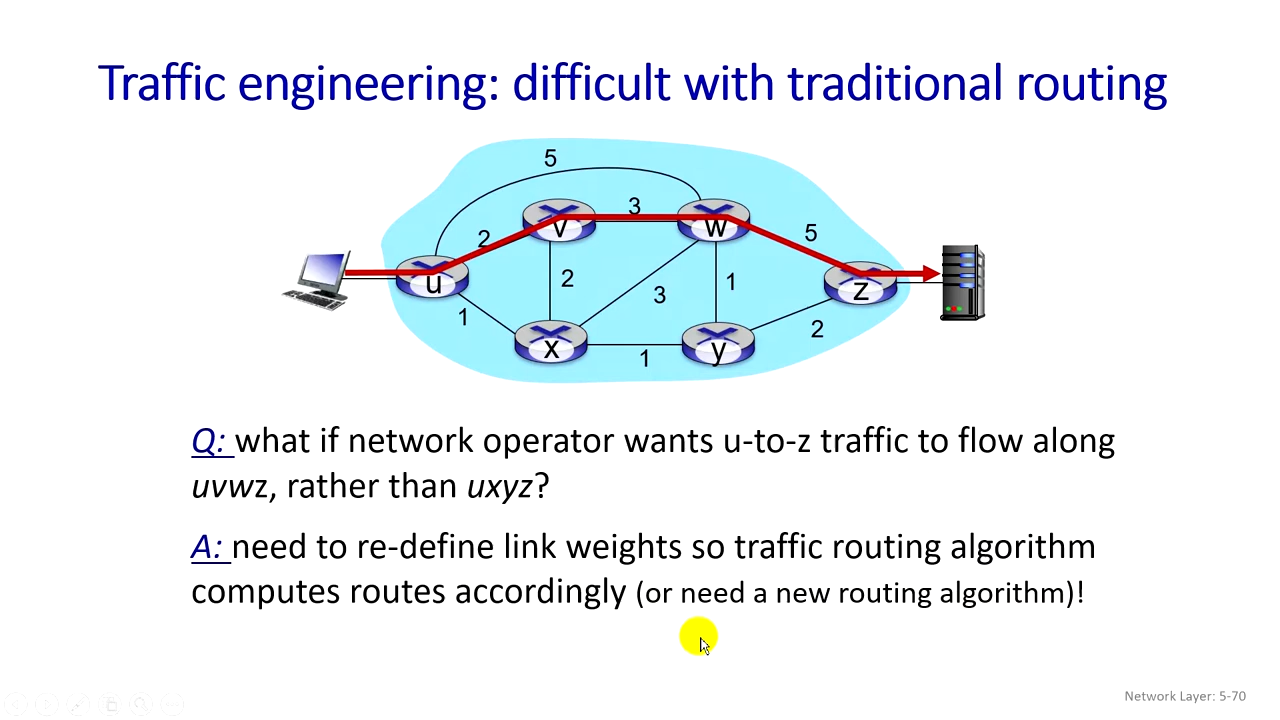 Traffic engineering: difficult with traditional routing
5
3
v
w
2
5
u
2
3
1
z
1
2
x
y
1
Q: what if network operator wants u-to-z traffic to flow along
uvwz, rather than uxyz?
A: need to re-define link weights so traffic routing algorithm
computes routes accordingly (or need a new routing algorithm)!
Network Layer: 5-70